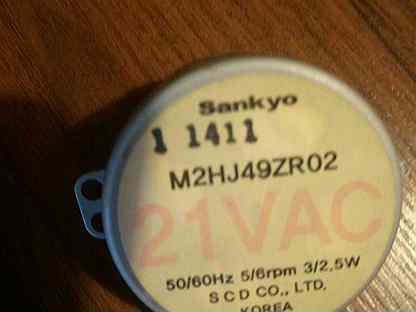 Sankyo
1 1411
M2HJ49ZR02
21VAC
50/60Hz 5/6rpm 3/2.5W
S C D CO., LTD.
KOREA